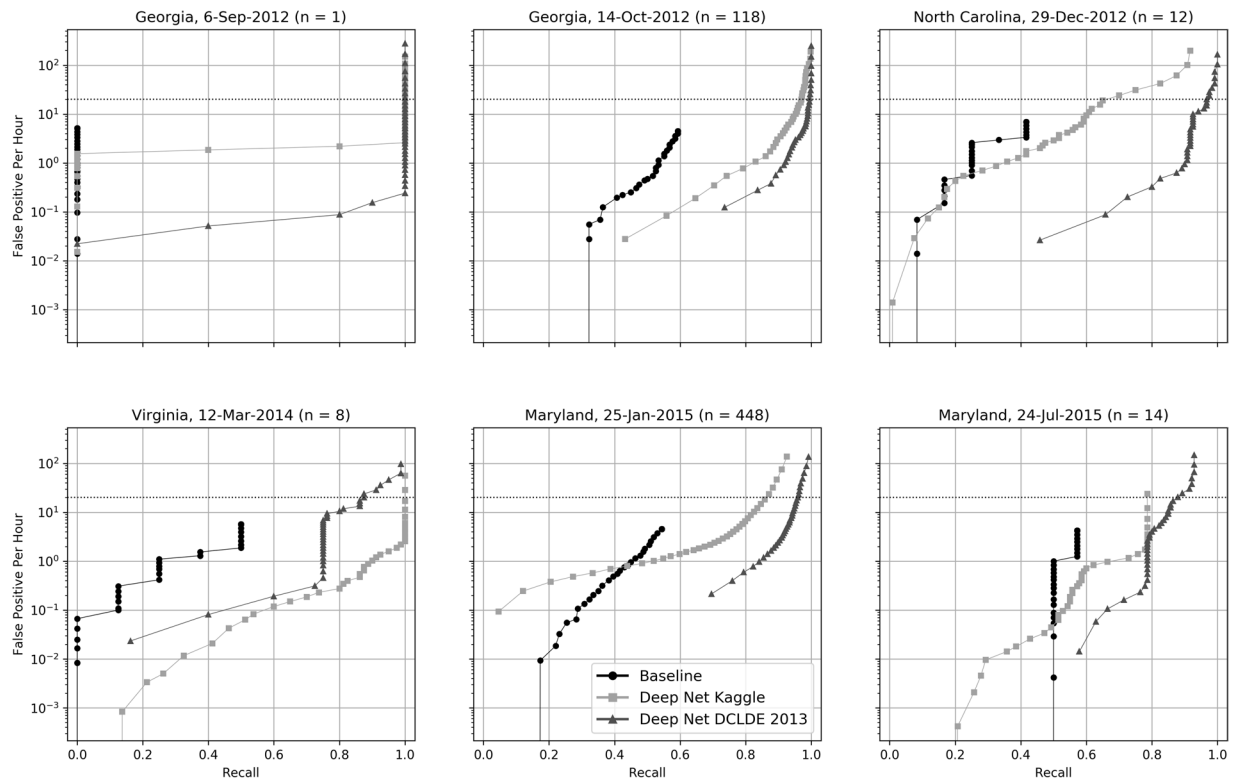 Georgia, 6-Sep-2012 (n = 1)
Georgia, 14-Oct-2012 (n = 118)
North Carolina, 29-Dec-2012 (n = 12)
False Positive Per Hour
10²
10¹
10⁰
10⁻¹
10⁻²
10⁻³
Virginia, 12-Mar-2014 (n = 8)
Maryland, 25-Jan-2015 (n = 448)
Maryland, 24-Jul-2015 (n = 14)
False Positive Per Hour
10²
10¹
10⁰
10⁻¹
10⁻²
10⁻³
Baseline
Deep Net Kaggle
Deep Net DCLDE 2013
0.0 0.2 0.4 0.6 0.8 1.0
0.0 0.2 0.4 0.6 0.8 1.0
0.0 0.2 0.4 0.6 0.8 1.0
Recall
Recall
Recall